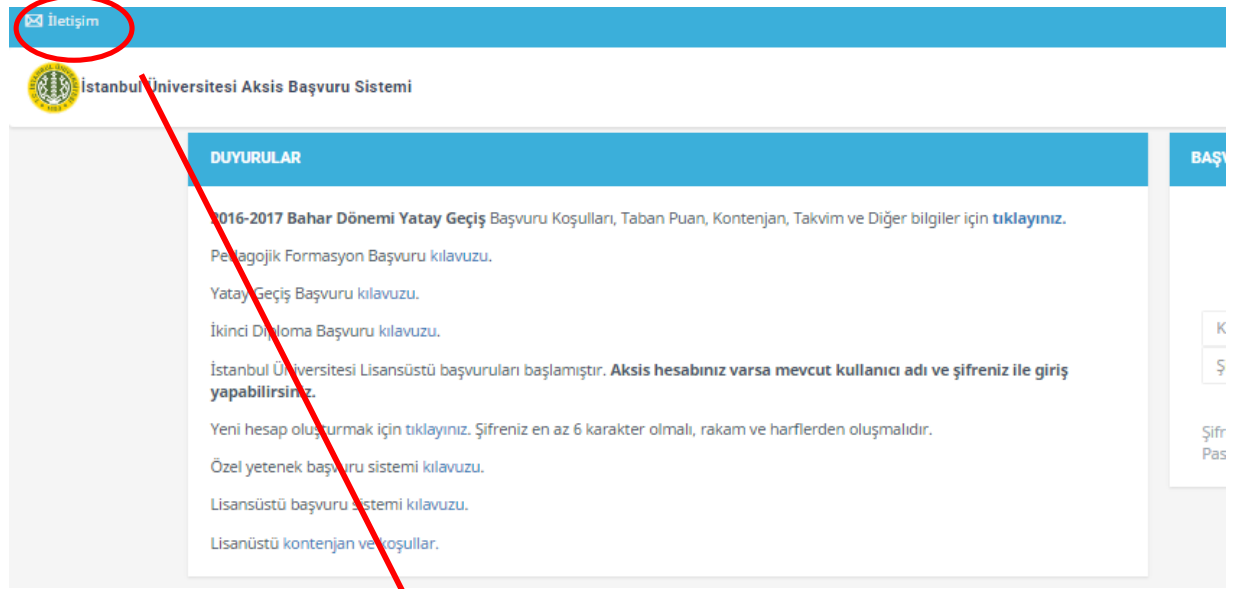 İletişim
İstanbul Üniversitesi Aksis Başvuru Sistemi
DUYURULAR
2016-2017 Bahar Dönemi Yatay Geçiş Başvuru Koşulları, Taban Puan, Kontenjan, Takvim ve Diğer bilgiler için tıklayınız.
Pedagojik Formasyon Başvuru kılavuzu.
Yatay Geçiş Başvuru kılavuzu.
İkinci Diploma Başvuru kılavuzu.
İstanbul Üniversitesi Lisansüstü başvuruları başlamıştır. Aksis hesabınız varsa mevcut kullanıcı adı ve şifreniz ile giriş
yapabilirsiniz.
Yeni hesap oluşturmak için tıklayınız. Şifreniz en az 6 karakter olmalı, rakam ve harflerden oluşmalıdır.
Özel yetenek başvuru sistemi kılavuzu.
Lisansüstü başvuru sistemi kılavuzu.
Lisanüstü kontenjan ve koşullar.
BAŞV
K
Ş
Şifr
Pas